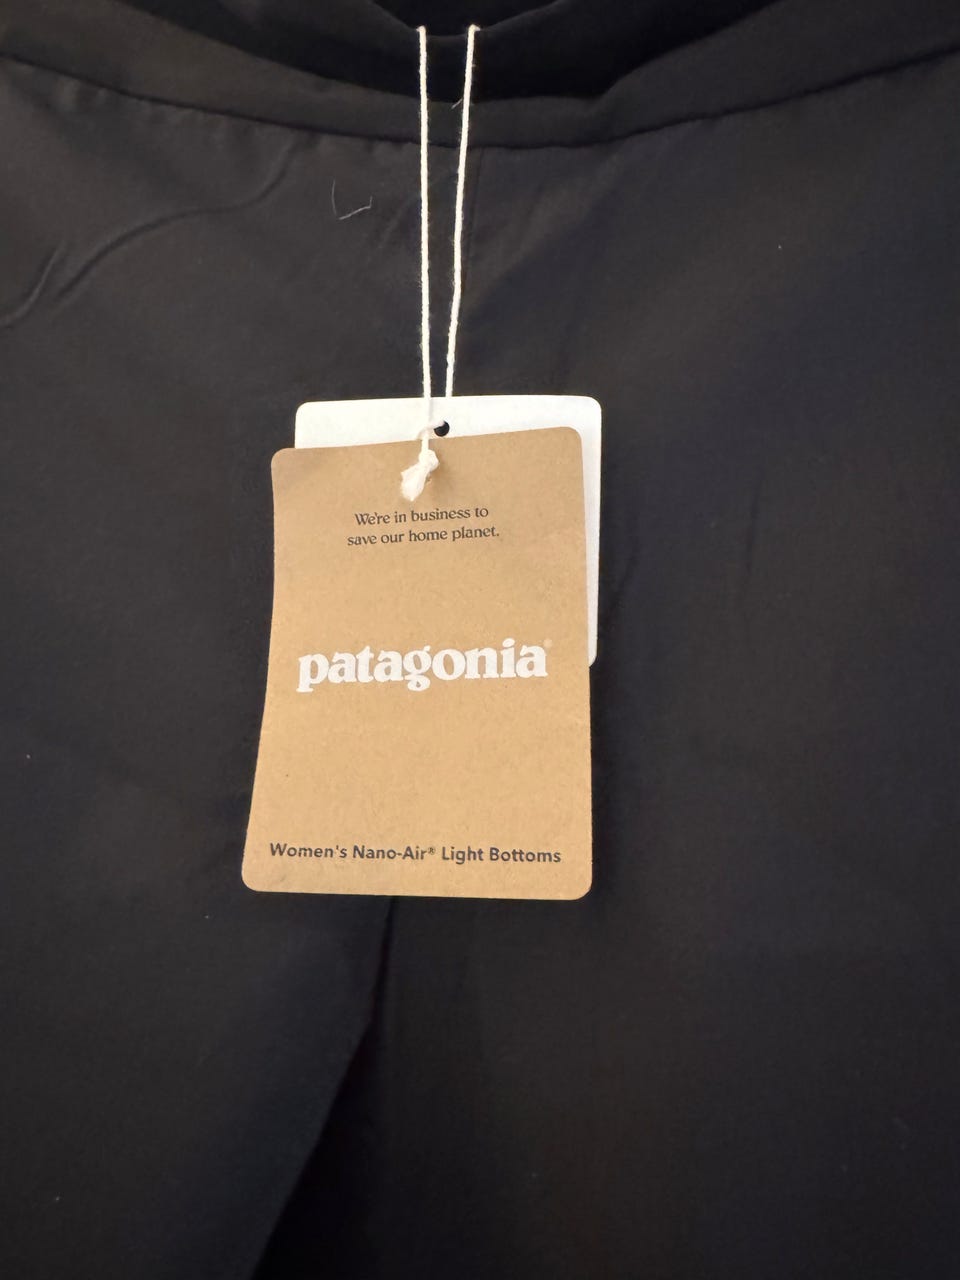 We're in business to
save our home planet.
patagonia®
Women's Nano-Air® Light Bottoms